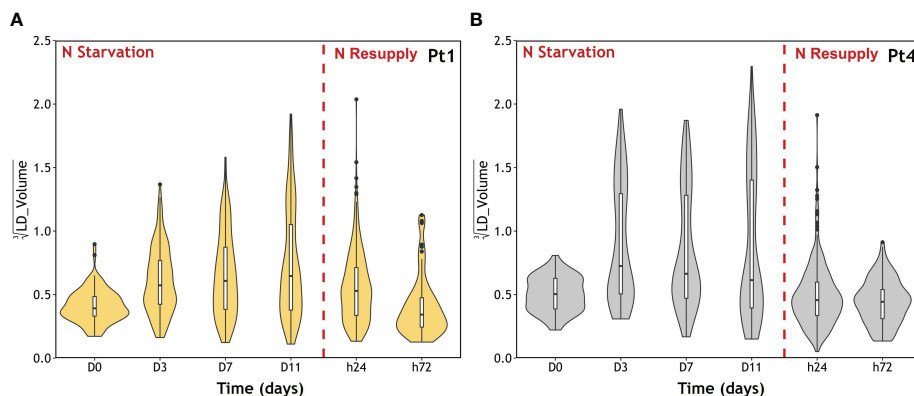 A
2.5
2.0
1.5
1.0
0.5
0.0
∛LD_Volume
N Starvation
N Resupply
Pt1
D0 D3 D7 D11 h24 h72
Time (days)
B
2.5
2.0
1.5
1.0
0.5
0.0
∛LD_Volume
N Starvation
N Resupply
Pt4
D0 D3 D7 D11 h24 h72
Time (days)